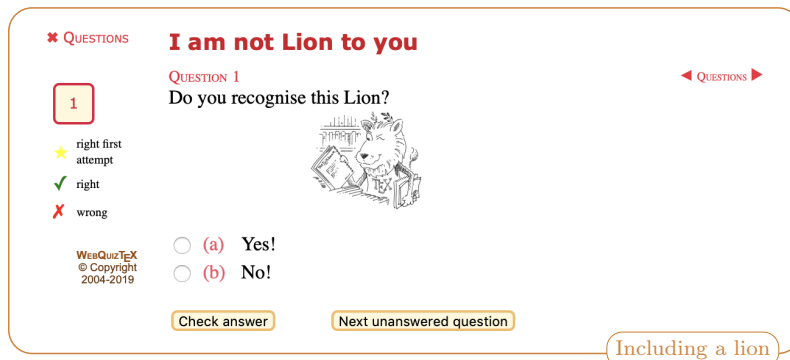 ✖ Questions
I am not Lion to you
Question 1
◀ Questions ▶
Do you recognise this Lion?
1
right first
attempt
right
wrong
TEX
(a) Yes!
(b) No!
WebQuizTEX
© Copyright
2004-2019
Check answer
Next unanswered question
Including a lion